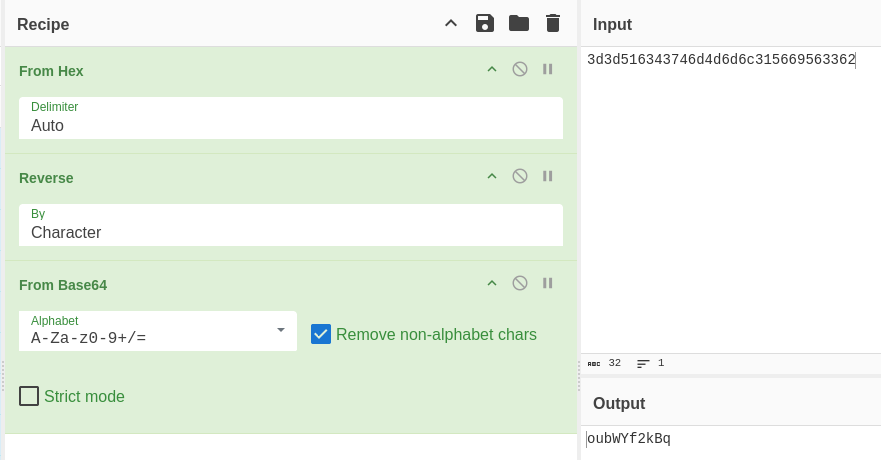 Recipe
From Hex
Delimiter
Auto
Reverse
By
Character
From Base64
Alphabet
A-Za-z0-9+/=
Remove non-alphabet chars
Strict mode
Input
3d3d516343746d4d6d6c315669563362
ABC 32 1
Output
oubWYf2kBq